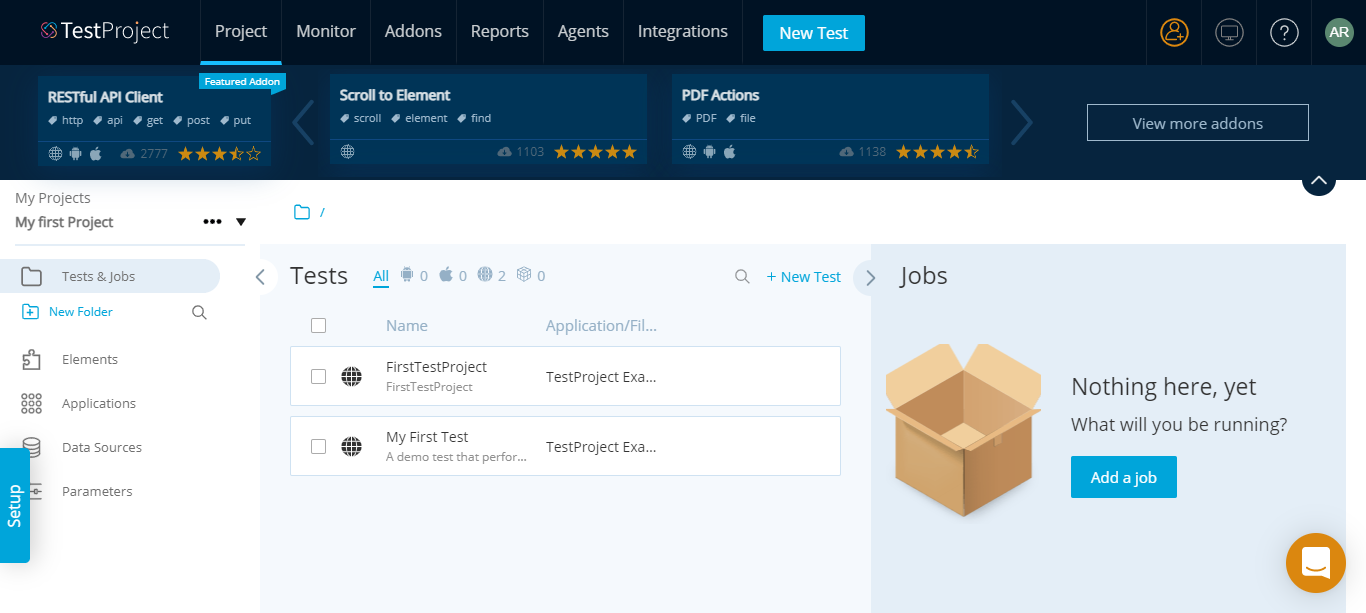 TestProject
Project
Monitor
Addons
Reports
Agents
Integrations
New Test
AR
Featured Addon
RESTful API Client
http api get post put
2777
Scroll to Element
scroll element find
1103
PDF Actions
PDF file
1138
View more addons
My Projects
My first Project
/
Tests & Jobs
New Folder
Elements
Applications
Data Sources
Parameters
Setup
Tests
All 0 0 2 0
+ New Test
Name Application/Fil...
FirstTestProject
FirstTestProject
TestProject Exa...
My First Test
A demo test that perfor...
TestProject Exa...
Jobs
Nothing here, yet
What will you be running?
Add a job